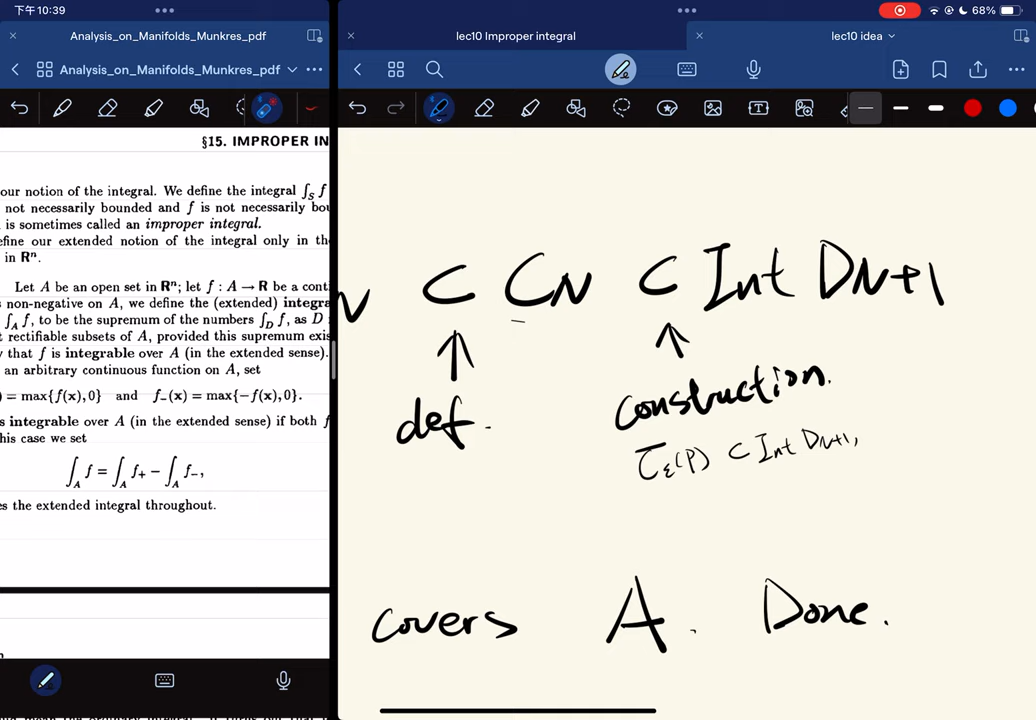 下午10:39
68%
Analysis_on_Manifolds_Munkres_pdf
lec10 Improper integral
lec10 idea
Analysis_on_Manifolds_Munkres_pdf
§15. IMPROPER IN
our notion of the integral. We define the integral ∫_S f
not necessarily bounded and f is not necessarily bou
is sometimes called an improper integral.
efine our extended notion of the integral only in th
in Rⁿ.
Let A be an open set in Rⁿ; let f : A → R be a cont
non-negative on A, we define the (extended) integra
∫_A f, to be the supremum of the numbers ∫_D f, as D
t rectifiable subsets of A, provided this supremum exis
y that f is integrable over A (in the extended sense).
an arbitrary continuous function on A, set
) = max{f(x),0} and f₋(x) = max{−f(x),0}.
s integrable over A (in the extended sense) if both f
his case we set
∫_A f = ∫_A f₊ − ∫_A f₋,
es the extended integral throughout.
N ⊂ CN ⊂ Int DN+1
def.
construction.
C̅ε(P) ⊂ Int DN+1,
covers A. Done.